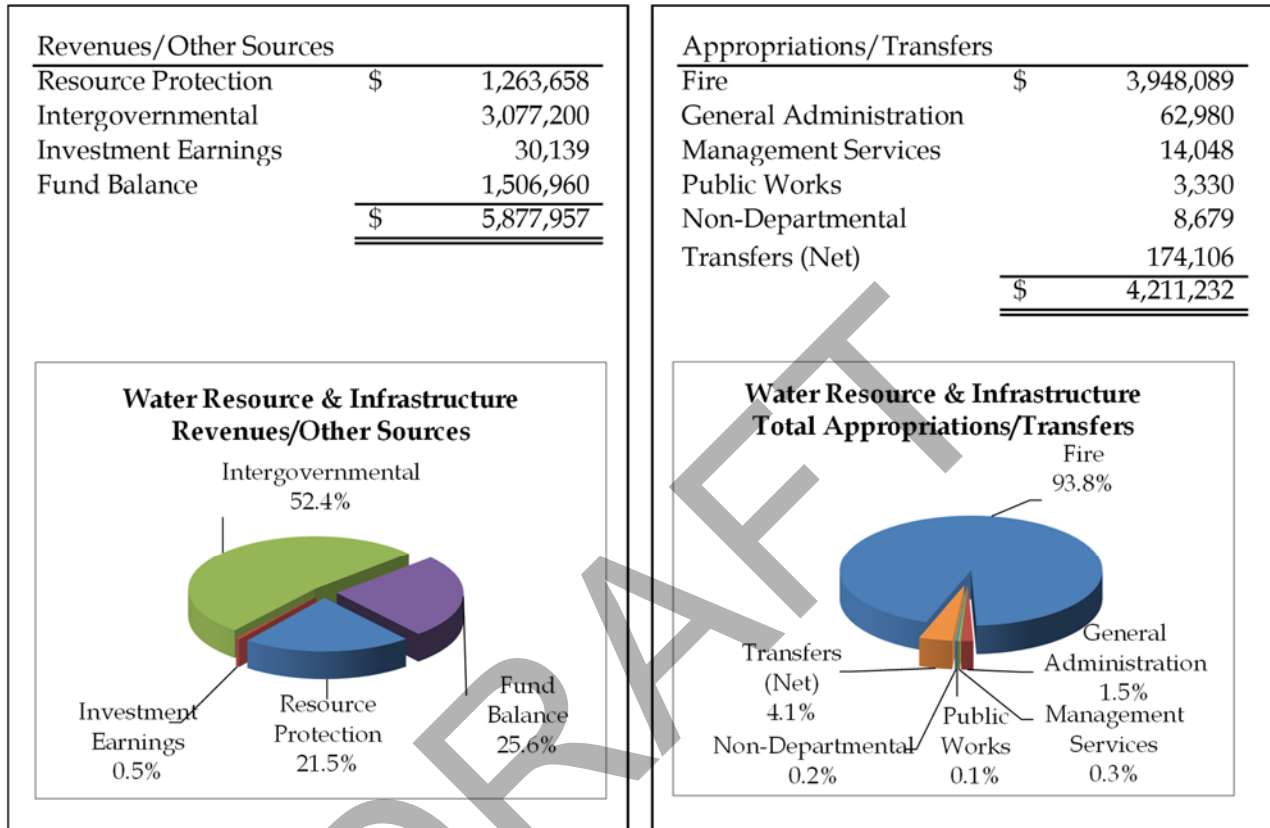 Revenues/Other Sources
Resource Protection $ 1,263,658
Intergovernmental 3,077,200
Investment Earnings 30,139
Fund Balance 1,506,960
$ 5,877,957
Water Resource & Infrastructure
Revenues/Other Sources
Intergovernmental
52.4%
Investment
Earnings
0.5%
Resource
Protection
21.5%
Fund
Balance
25.6%
Appropriations/Transfers
Fire $ 3,948,089
General Administration 62,980
Management Services 14,048
Public Works 3,330
Non-Departmental 8,679
Transfers (Net) 174,106
$ 4,211,232
Water Resource & Infrastructure
Total Appropriations/Transfers
Fire
93.8%
Transfers
(Net)
4.1%
Non-Departmental
0.2%
Public
Works
0.1%
General
Administration
1.5%
Management
Services
0.3%
DRAFT